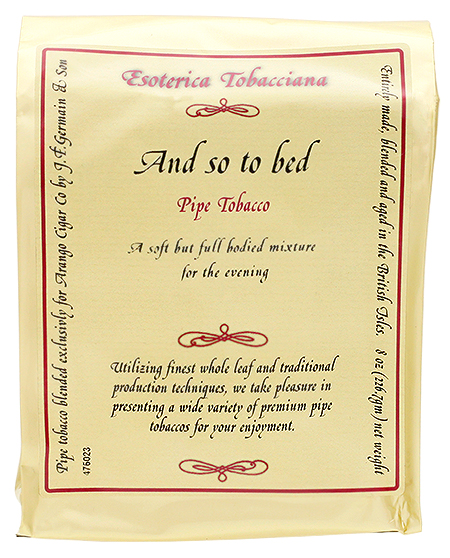 Esoterica Tobacciana
And so to bed
Pipe Tobacco
A soft but full bodied mixture
for the evening
Utilizing finest whole leaf and traditional
production techniques, we take pleasure in
presenting a wide variety of premium pipe
tobaccos for your enjoyment.
Pipe tobacco blended exclusively for Arango Cigar Co by J.F.Germain & Son
476023
Entirely made, blended and aged in the British Isles. 8 oz (226.7gm) net weight